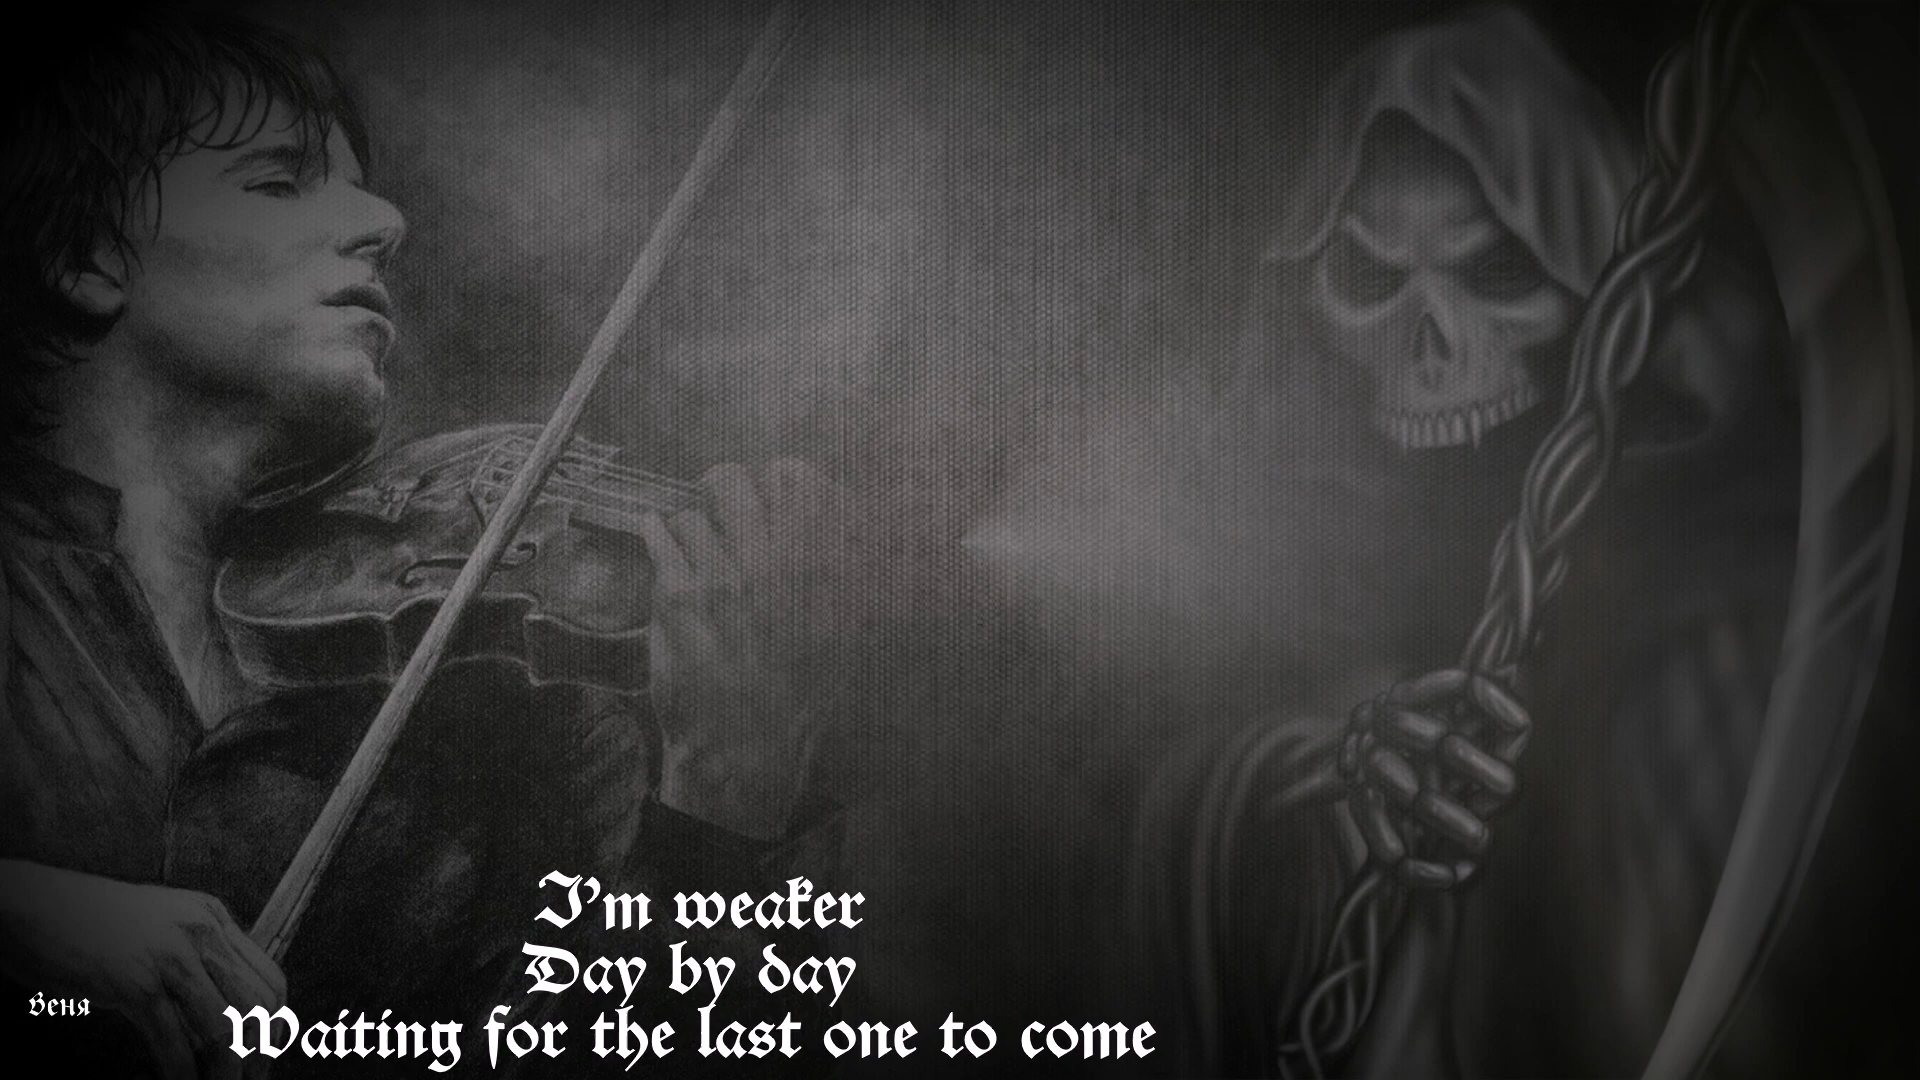 I'm weaker
Day by day
Веня
Waiting for the last one to come